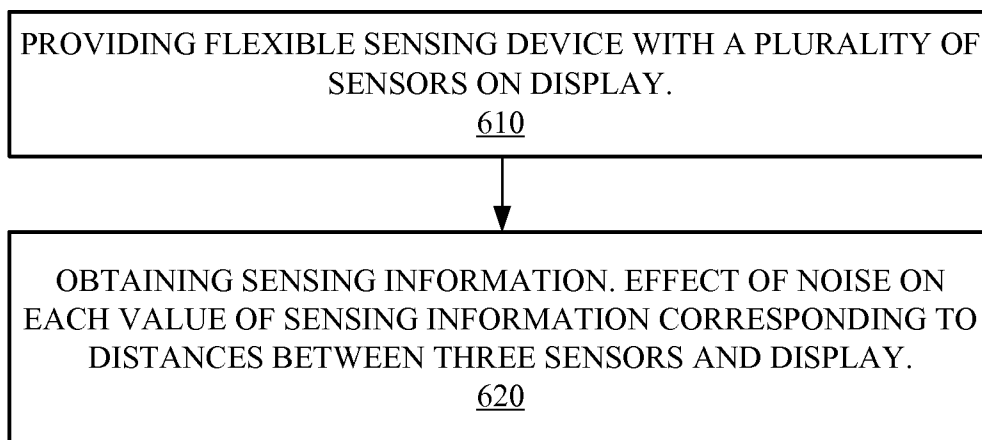 PROVIDING FLEXIBLE SENSING DEVICE WITH A PLURALITY OF
SENSORS ON DISPLAY.
610
OBTAINING SENSING INFORMATION. EFFECT OF NOISE ON
EACH VALUE OF SENSING INFORMATION CORRESPONDING TO
DISTANCES BETWEEN THREE SENSORS AND DISPLAY.
620